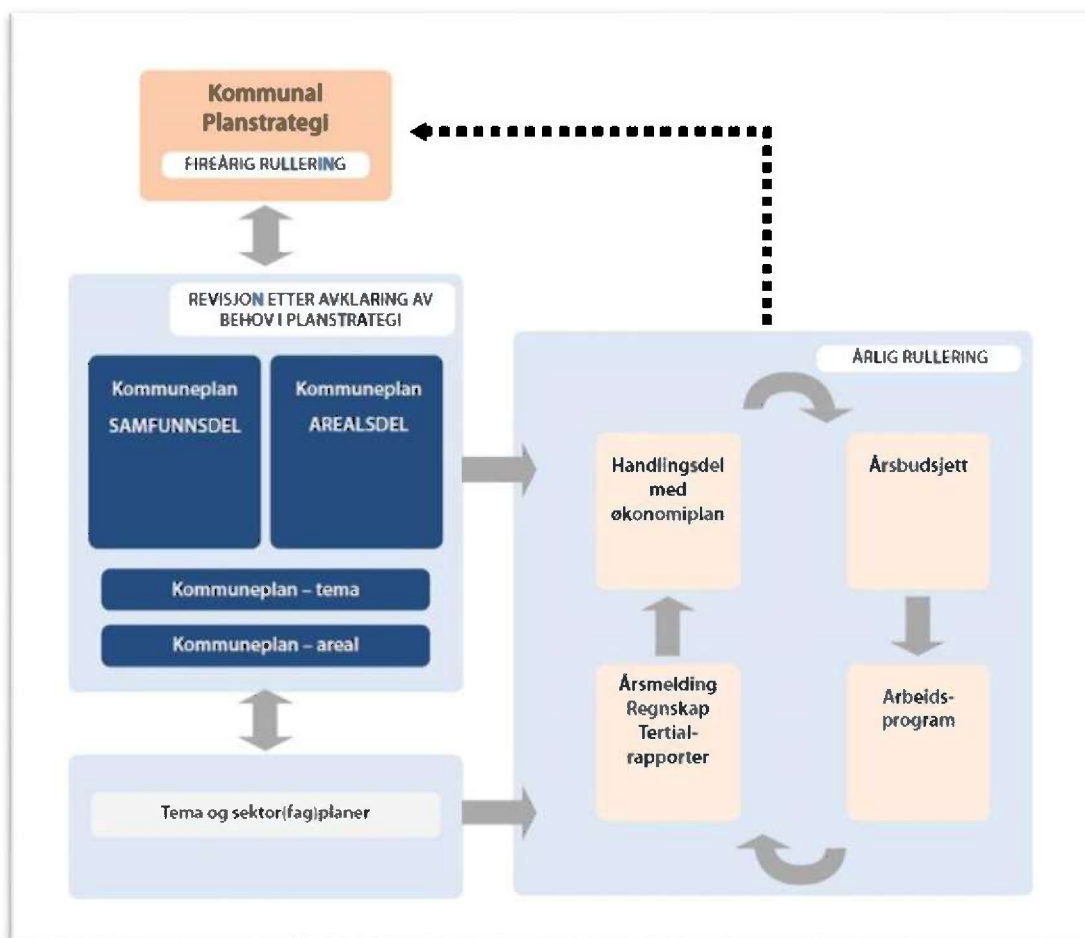 Kommunal
Planstrategi
FIREÅRIG RULLERING
REVISJON ETTER AVKLARING AV
BEHOV I PLANSTRATEGI
Kommuneplan
SAMFUNNSDEL
Kommuneplan
AREALSDEL
Kommuneplan – tema
Kommuneplan – areal
Tema og sektor(fag)planer
ÅRLIG RULLERING
Handlingsdel
med
økonomiplan
Årsbudsjett
Årsmelding
Regnskap
Tertial-
rapporter
Arbeids-
program